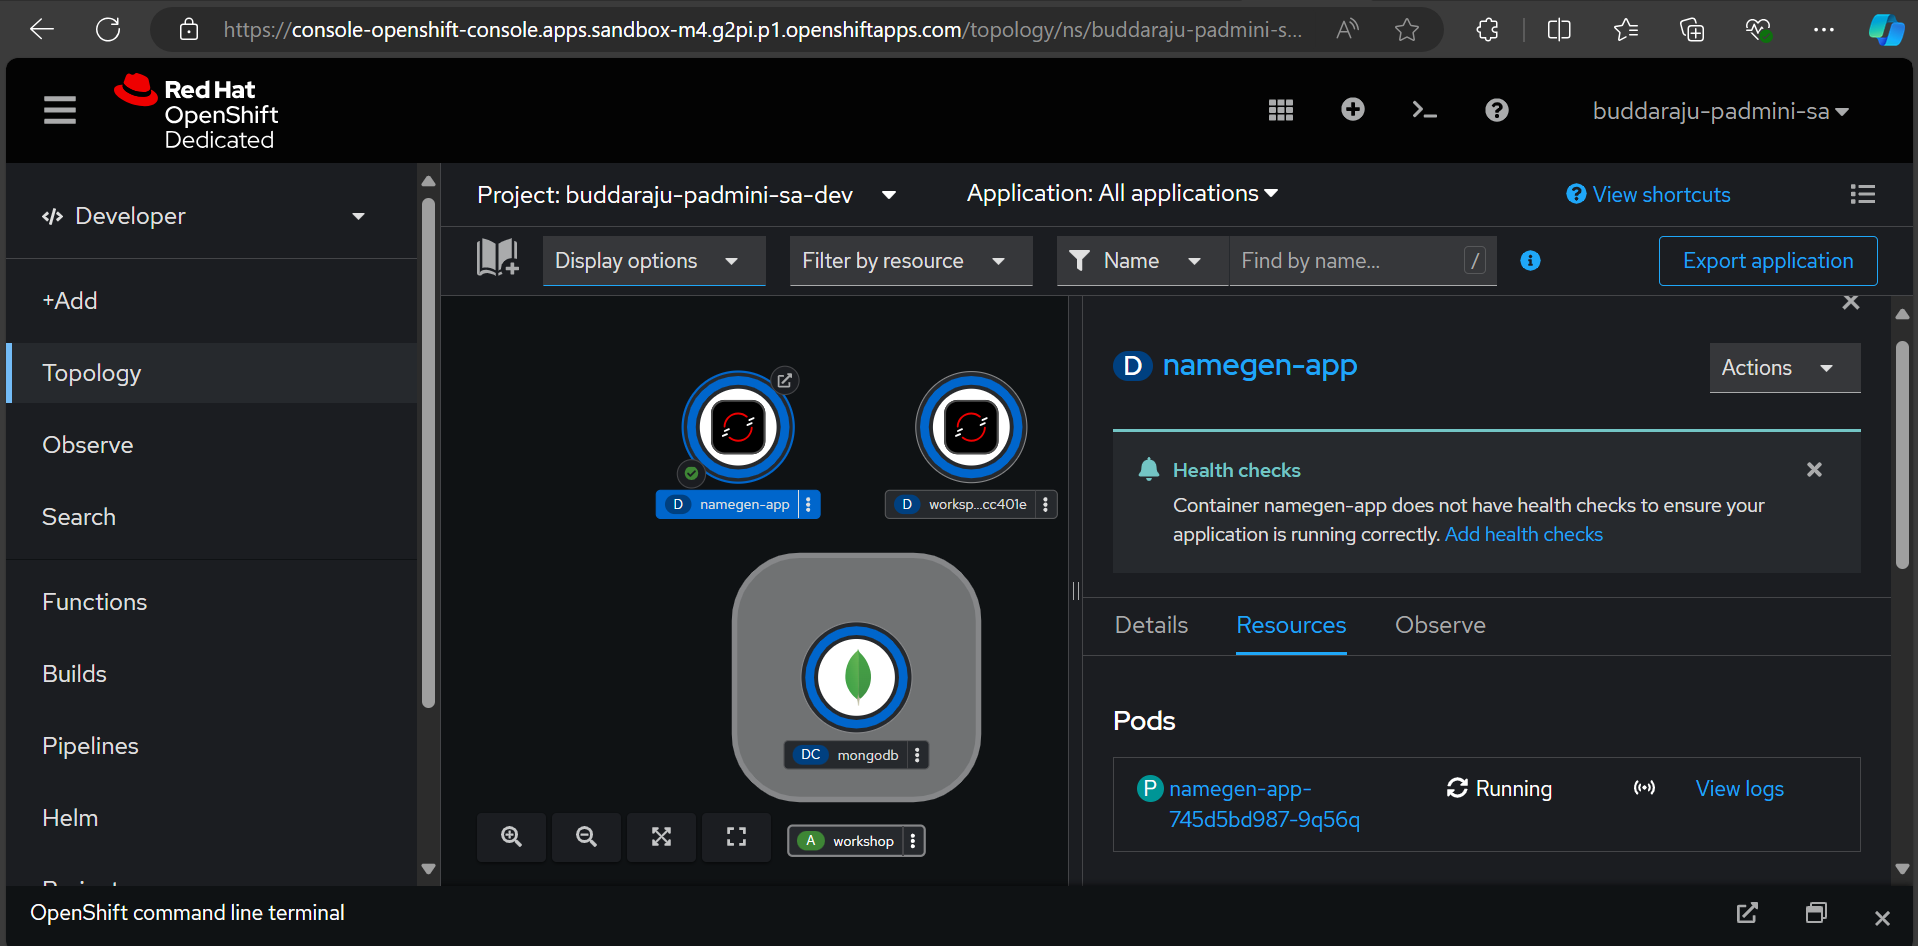 https://console-openshift-console.apps.sandbox-m4.g2pi.p1.openshiftapps.com/topology/ns/buddaraju-padmini-s...
Red Hat
OpenShift
Dedicated
buddaraju-padmini-sa
Developer
Project: buddaraju-padmini-sa-dev
Application: All applications
View shortcuts
Display options
Filter by resource
Name
Find by name...
/
Export application
+Add
Topology
Observe
Search
Functions
Builds
Pipelines
Helm
D namegen-app
D worksp...cc401e
DC mongodb
A workshop
D namegen-app
Actions
Health checks
Container namegen-app does not have health checks to ensure your
application is running correctly. Add health checks
Details
Resources
Observe
Pods
P namegen-app-
745d5bd987-9q56q
Running
View logs
OpenShift command line terminal